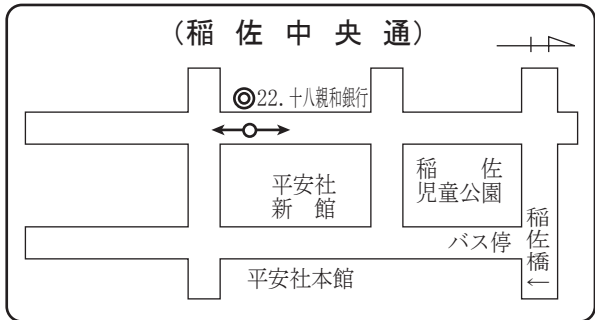 (稲佐中央通)
◎22.十八親和銀行
平安社
新館
稲佐
児童公園
バス停
稲佐橋←
平安社本館